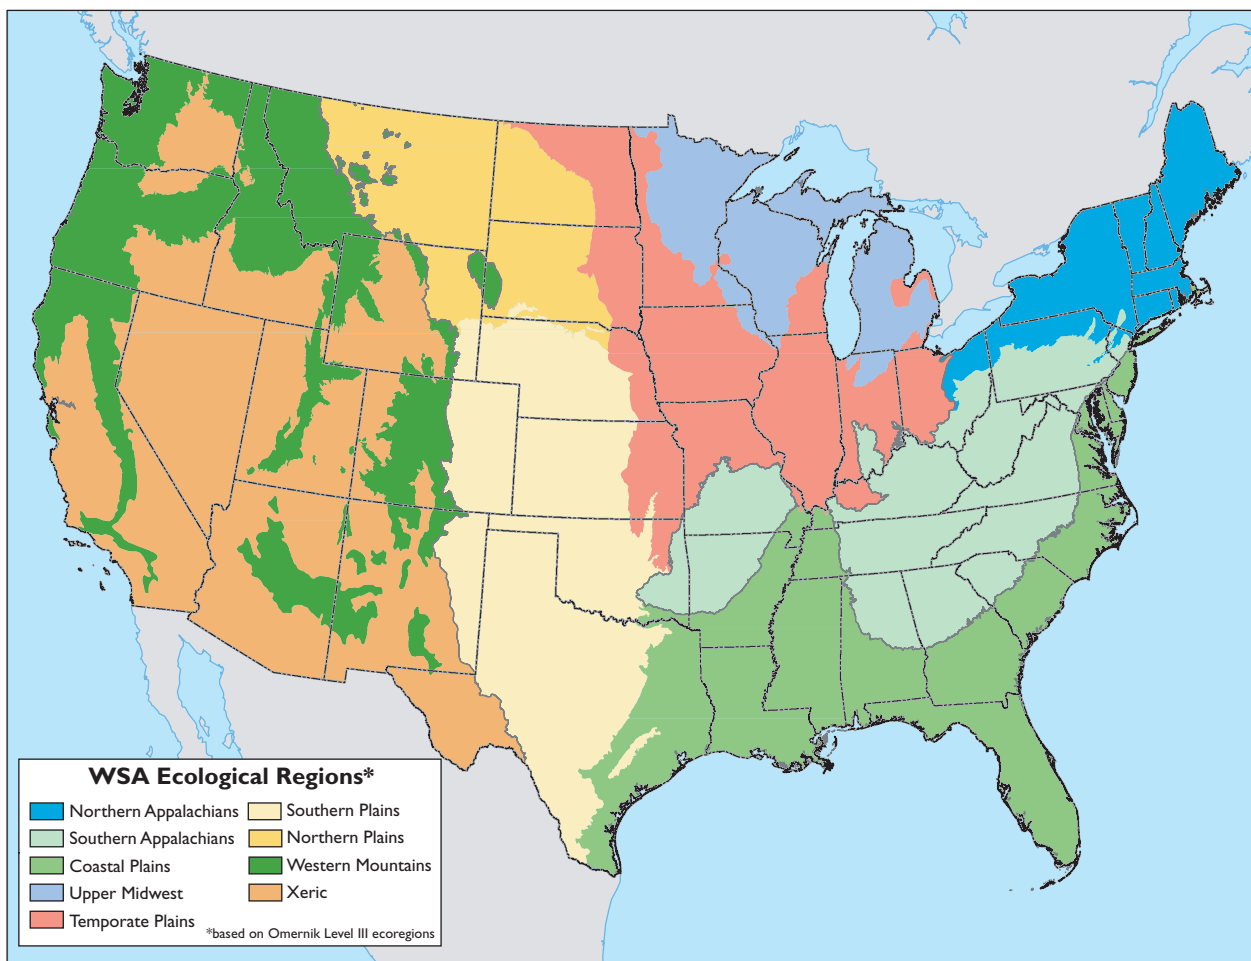 WSA Ecological Regions*
Northern Appalachians
Southern Appalachians
Coastal Plains
Upper Midwest
Temporate Plains
Southern Plains
Northern Plains
Western Mountains
Xeric
*based on Omernik Level III ecoregions